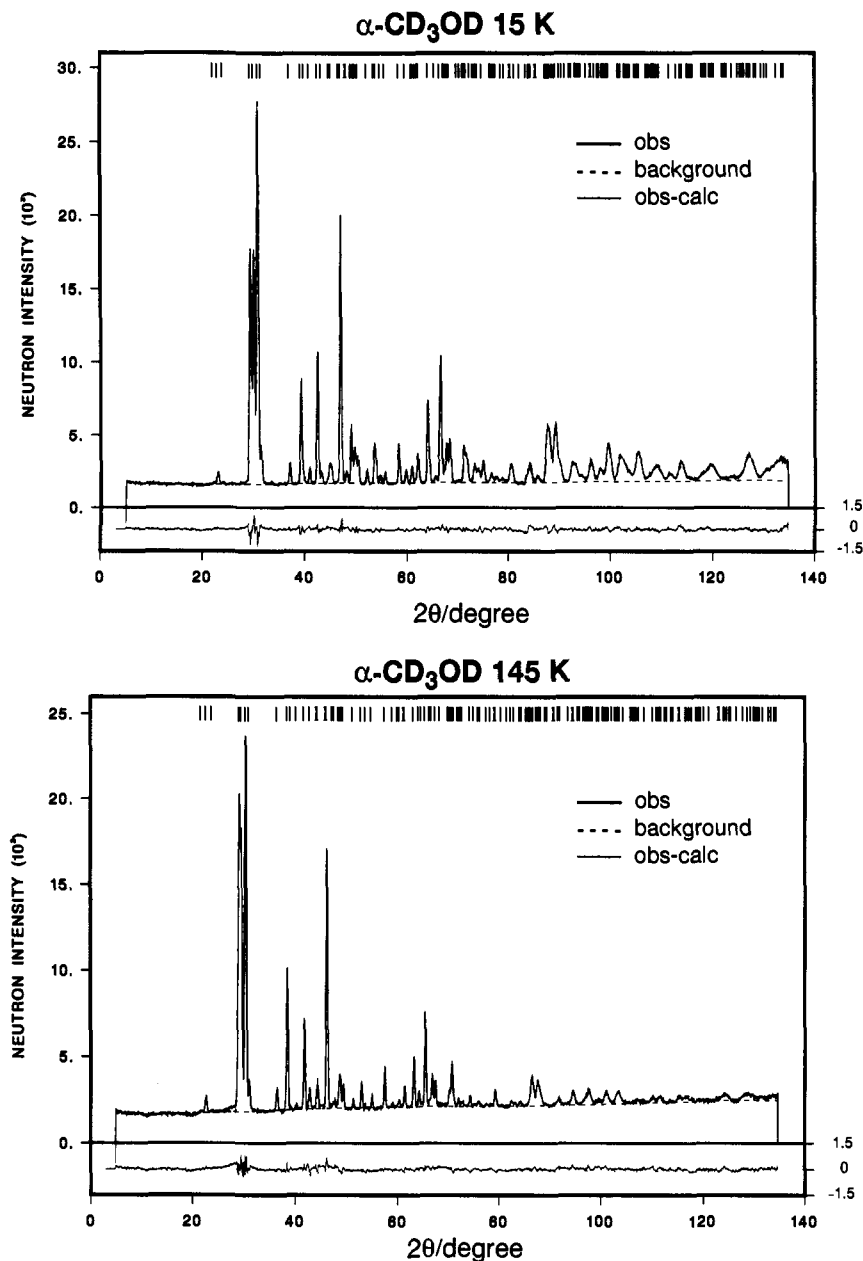 α-CD₃OD 15 K
30.
25.
20.
15.
10.
5.
0.
NEUTRON INTENSITY (10³)
obs
background
obs-calc
1.5
0
-1.5
0 20 40 60 80 100 120 140
2θ/degree
α-CD₃OD 145 K
25.
20.
15.
10.
5.
0.
NEUTRON INTENSITY (10³)
obs
background
obs-calc
1.5
0
-1.5
0 20 40 60 80 100 120 140
2θ/degree